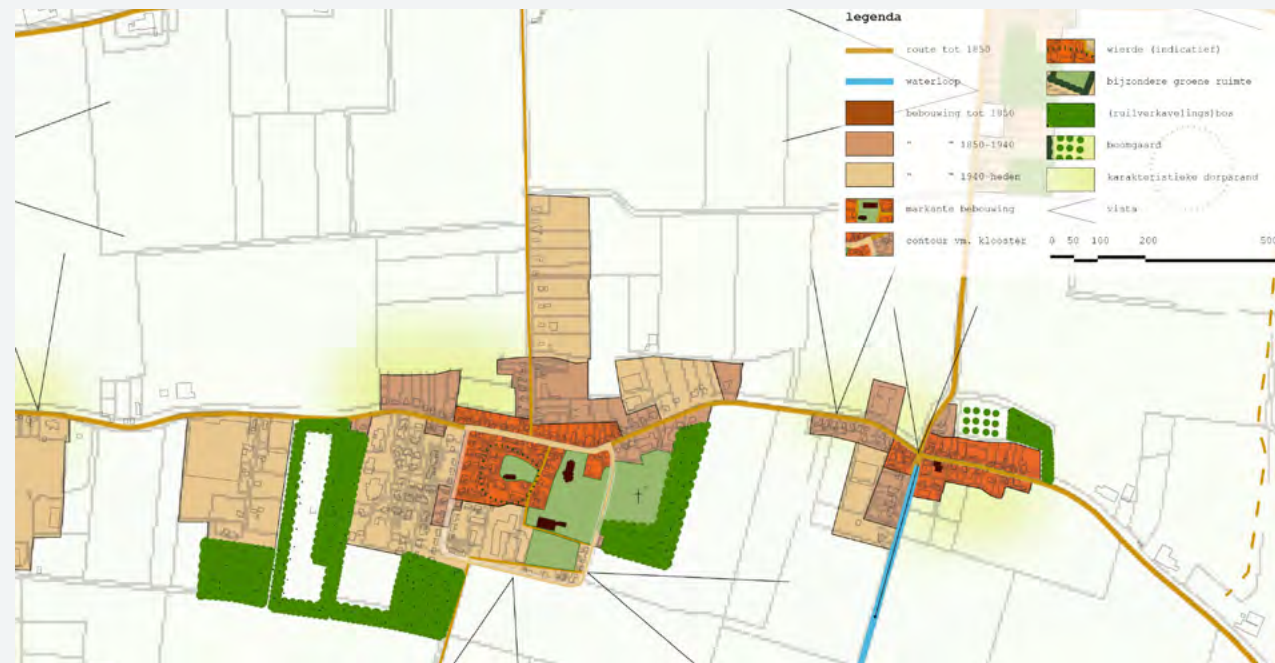 legenda
route tot 1850
waterloop
bebouwing tot 1850
" " 1850-1940
" " 1940-heden
markante bebouwing
contour vm. klooster
wierde (indicatief)
bijzondere groene ruimte
(ruilverkavelings)bos
boomgaard
karakteristieke dorpsrand
vista
0 50 100 200 500